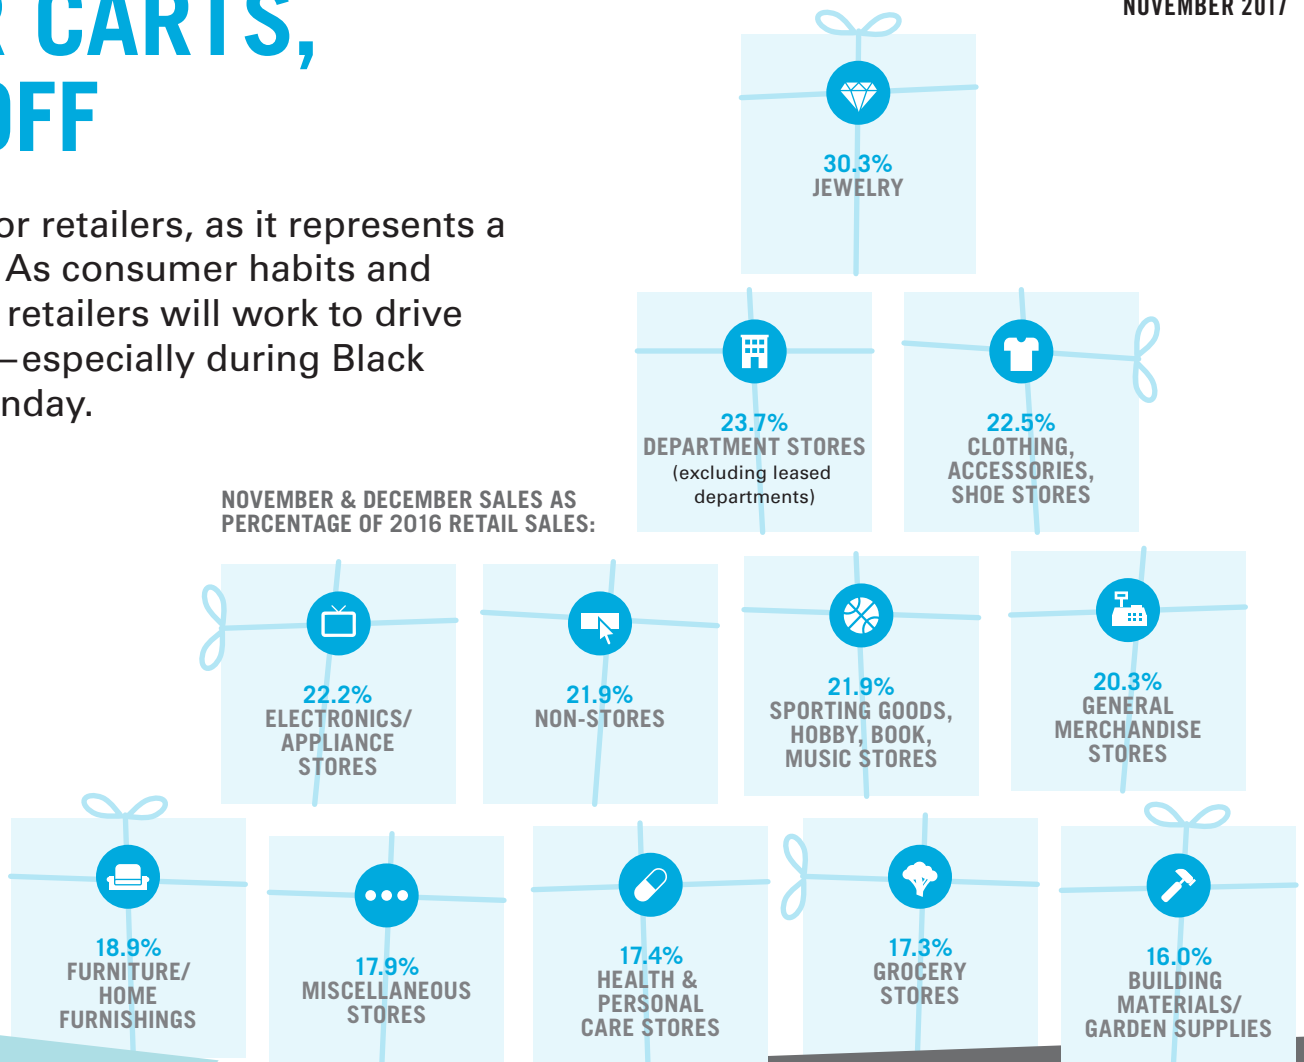 NOVEMBER 2017
R CARTS,
OFF
or retailers, as it represents a
As consumer habits and
retailers will work to drive
–especially during Black
nday.
30.3%
JEWELRY
23.7%
DEPARTMENT STORES
(excluding leased
departments)
22.5%
CLOTHING,
ACCESSORIES,
SHOE STORES
NOVEMBER & DECEMBER SALES AS
PERCENTAGE OF 2016 RETAIL SALES:
22.2%
ELECTRONICS/
APPLIANCE
STORES
21.9%
NON-STORES
21.9%
SPORTING GOODS,
HOBBY, BOOK,
MUSIC STORES
20.3%
GENERAL
MERCHANDISE
STORES
18.9%
FURNITURE/
HOME
FURNISHINGS
17.9%
MISCELLANEOUS
STORES
17.4%
HEALTH &
PERSONAL
CARE STORES
17.3%
GROCERY
STORES
16.0%
BUILDING
MATERIALS/
GARDEN SUPPLIES